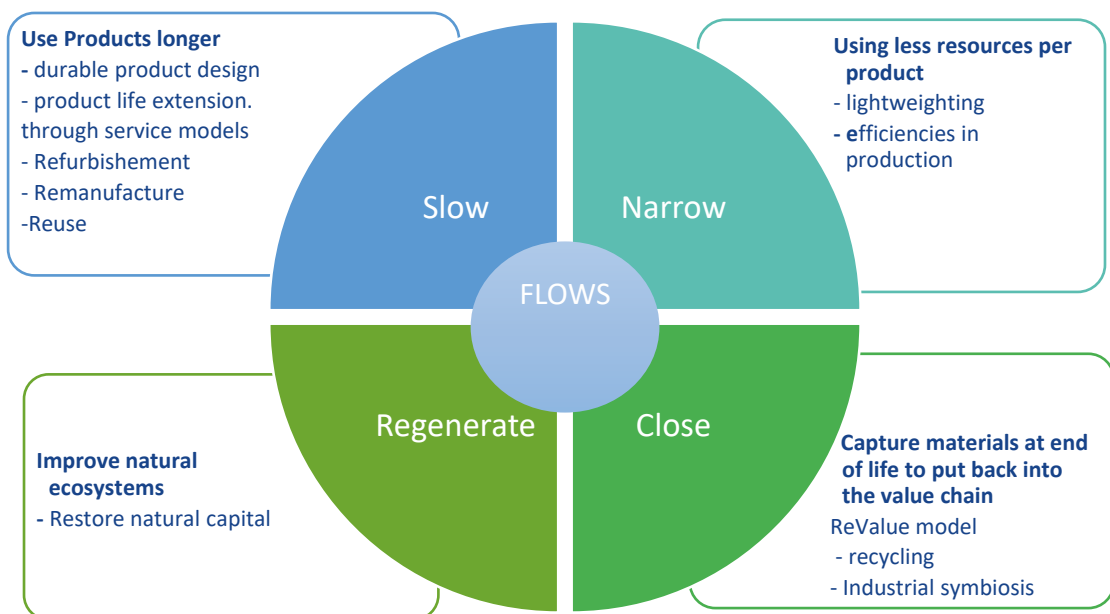 Use Products longer
- durable product design
- product life extension.
through service models
- Refurbishement
- Remanufacture
-Reuse
Using less resources per
product
- lightweighting
- efficiencies in
production
Slow
Narrow
FLOWS
Regenerate
Close
Improve natural
ecosystems
- Restore natural capital
Capture materials at end
of life to put back into
the value chain
ReValue model
- recycling
- Industrial symbiosis